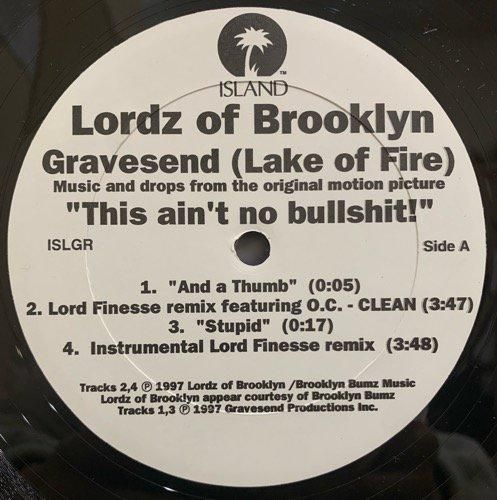 ISLAND™
Lordz of Brooklyn
Gravesend (Lake of Fire)
Music and drops from the original motion picture
"This ain't no bullshit!"
ISLGR
Side A
1. "And a Thumb" (0:05)
2. Lord Finesse remix featuring O.C. - CLEAN (3:47)
3. "Stupid" (0:17)
4. Instrumental Lord Finesse remix (3:48)
Tracks 2,4 ℗ 1997 Lordz of Brooklyn /Brooklyn Bumz Music
Lordz of Brooklyn appear courtesy of Brooklyn Bumz
Tracks 1,3 ℗ 1997 Gravesend Productions Inc.